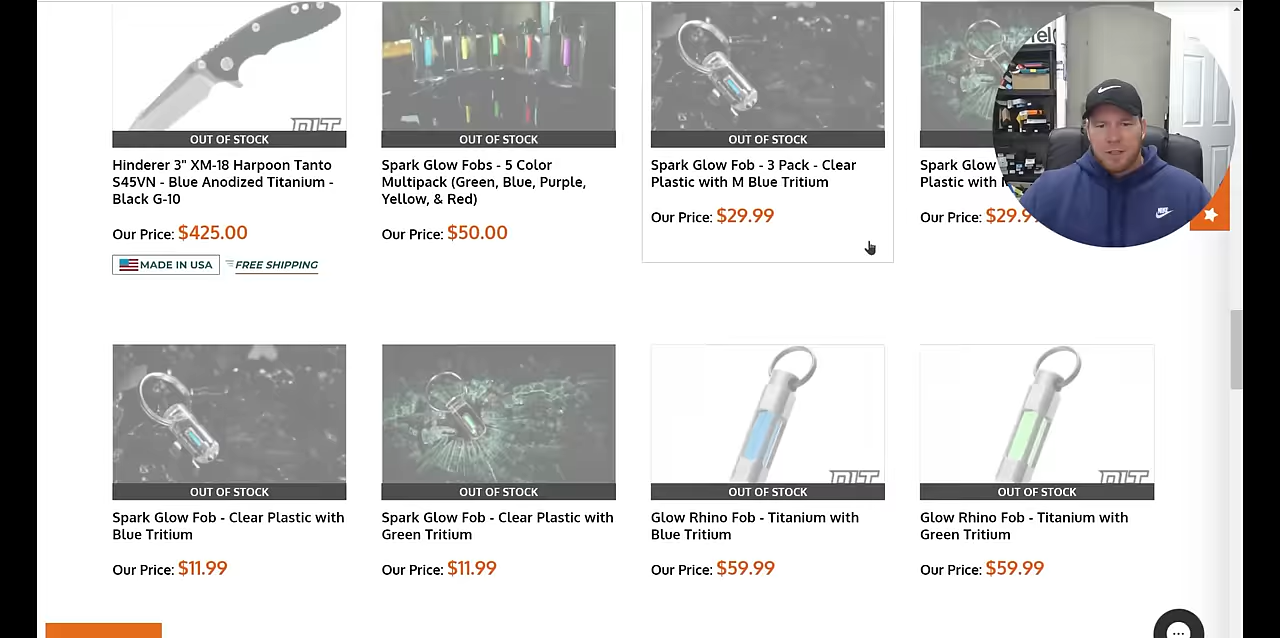 OUT OF STOCK
Hinderer 3" XM-18 Harpoon Tanto
S45VN - Blue Anodized Titanium -
Black G-10
Our Price: $425.00
MADE IN USA
FREE SHIPPING
OUT OF STOCK
Spark Glow Fobs - 5 Color
Multipack (Green, Blue, Purple,
Yellow, & Red)
Our Price: $50.00
OUT OF STOCK
Spark Glow Fob - 3 Pack - Clear
Plastic with M Blue Tritium
Our Price: $29.99
Spark Glow
Plastic with
Our Price: $29.9
OUT OF STOCK
Spark Glow Fob - Clear Plastic with
Blue Tritium
Our Price: $11.99
OUT OF STOCK
Spark Glow Fob - Clear Plastic with
Green Tritium
Our Price: $11.99
OUT OF STOCK
Glow Rhino Fob - Titanium with
Blue Tritium
Our Price: $59.99
OUT OF STOCK
Glow Rhino Fob - Titanium with
Green Tritium
Our Price: $59.99